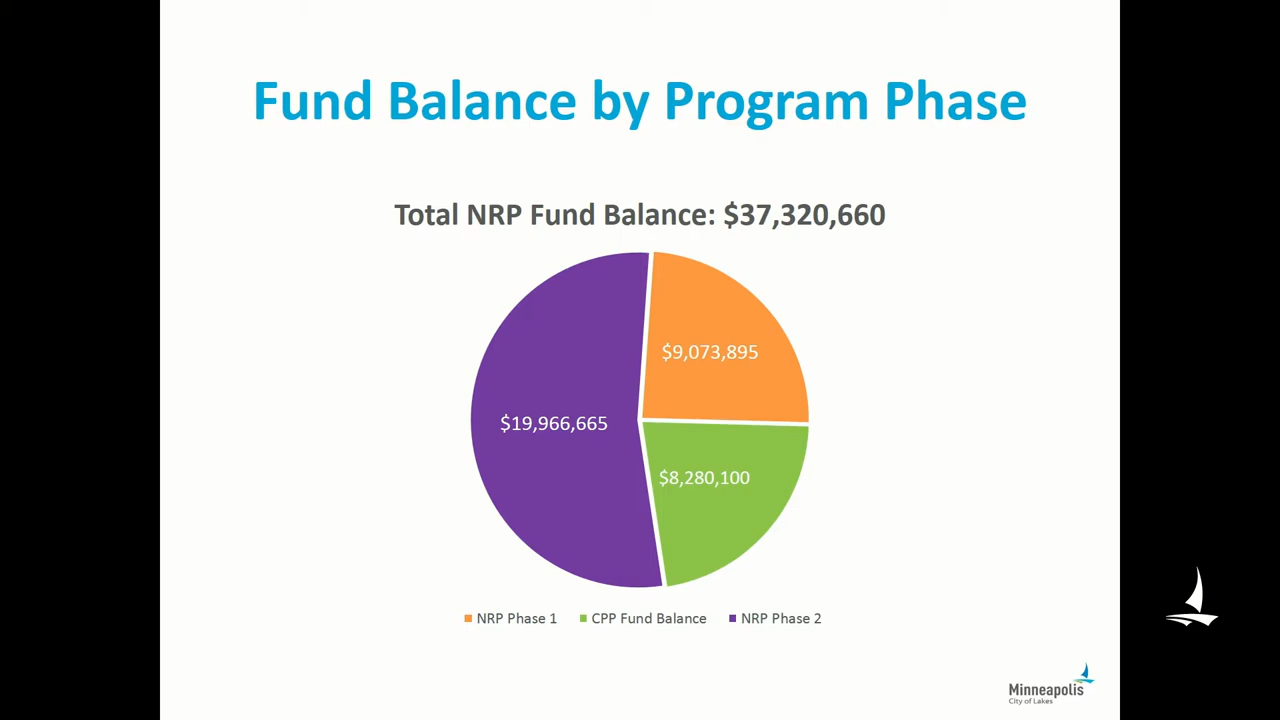 Fund Balance by Program Phase
Total NRP Fund Balance: $37,320,660
$9,073,895
$19,966,665
$8,280,100
NRP Phase 1 CPP Fund Balance NRP Phase 2
Minneapolis
City of Lakes